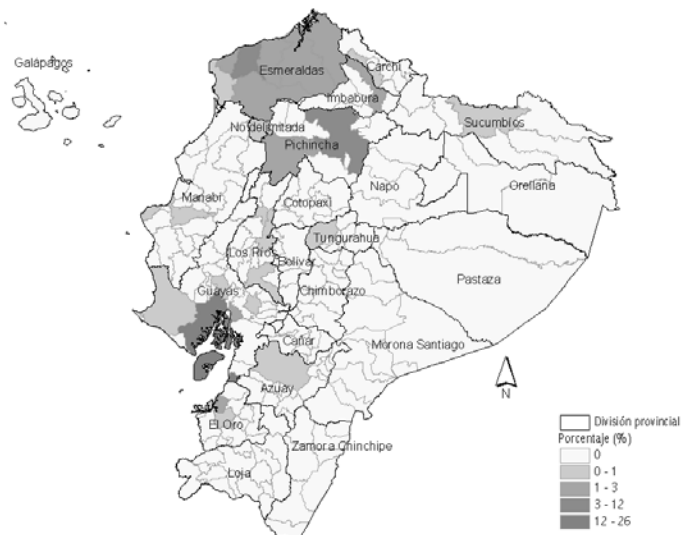 Galápagos
Esmeraldas
Carchi
Imbabura
No delimitada
Sucumbíos
Pichincha
Napo
Orellana
Manabí
Cotopaxi
Tungurahua
Los Ríos
Bolívar
Pastaza
Guayas
Chimborazo
Cañar
Morona Santiago
Azuay
N
El Oro
Zamora Chinchipe
Loja
División provincial
Porcentaje (%)
0
0 - 1
1 - 3
3 - 12
12 - 26